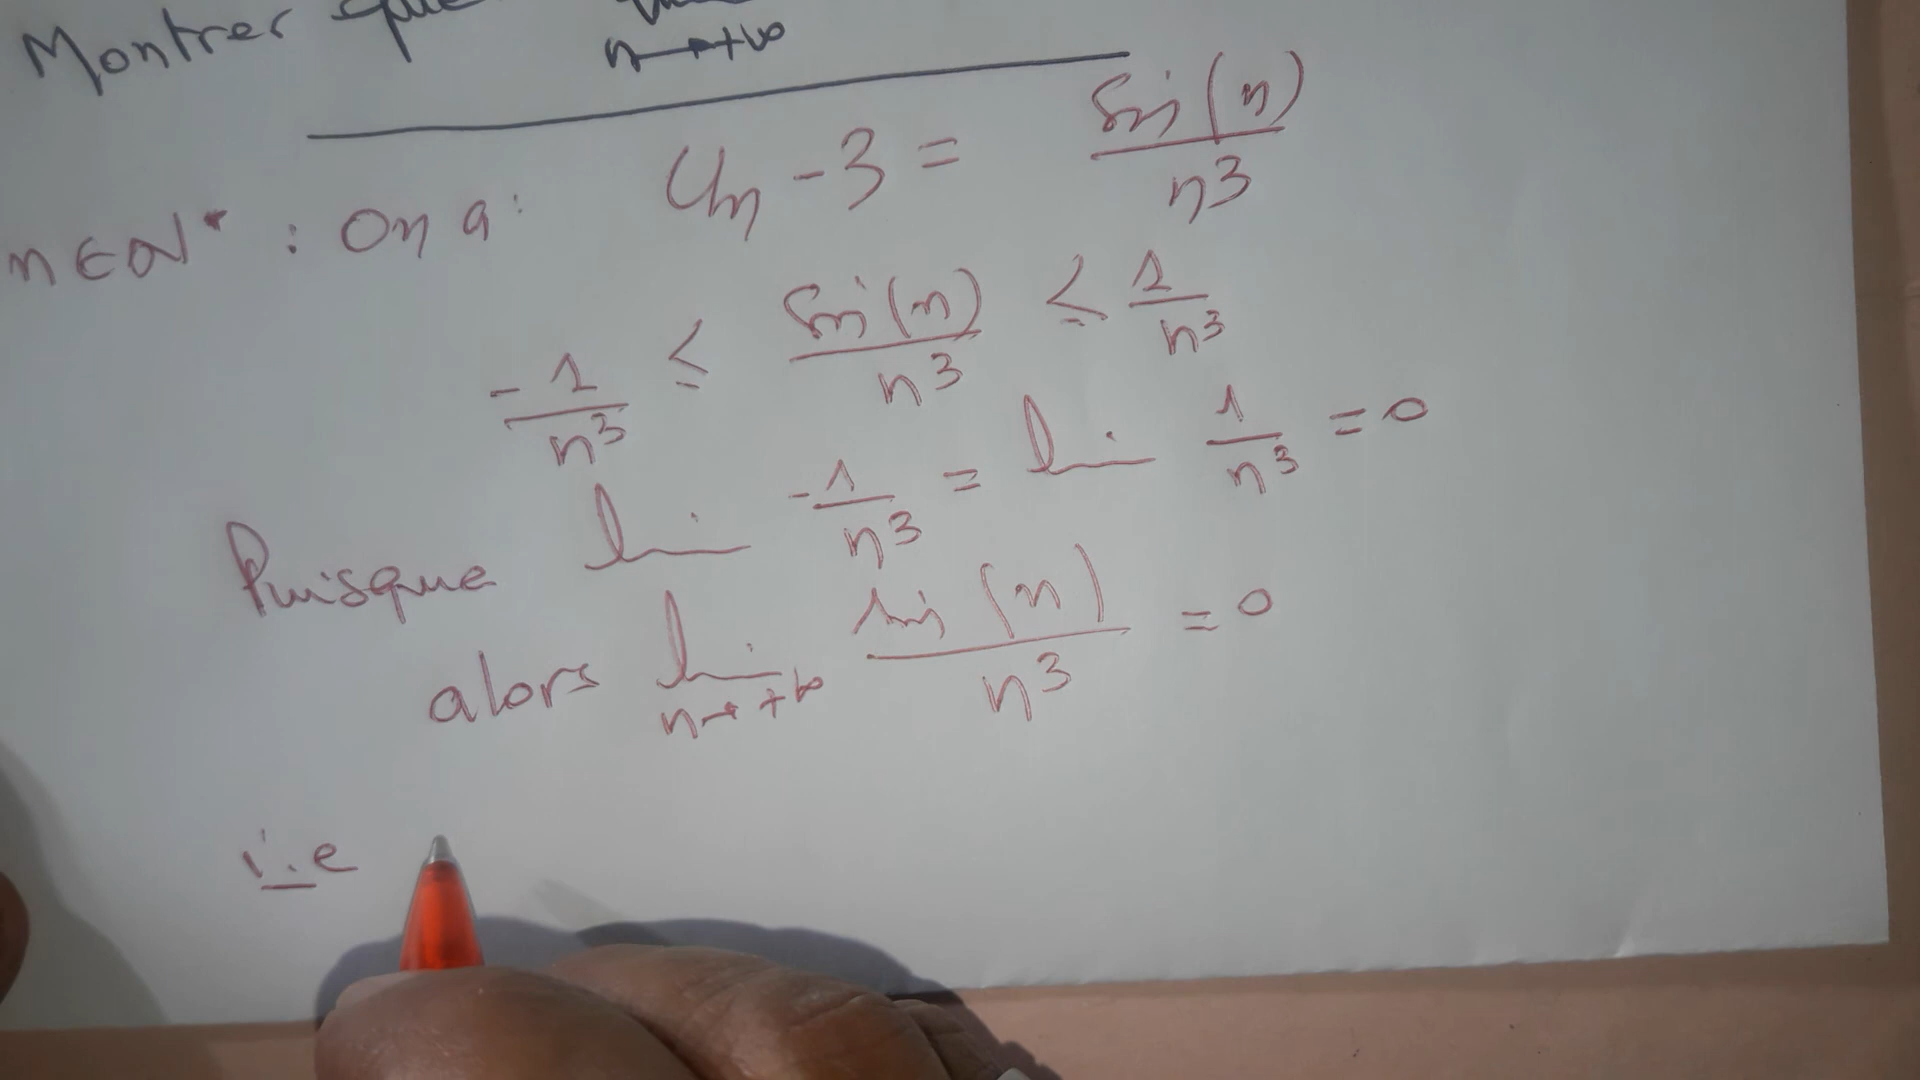 Montrer que
n→+∞
n∈ℕ* : On a : Un - 3 = sin(n)/n³
-1/n³ ≤ sin(n)/n³ ≤ 1/n³
Puisque lim -1/n³ = lim 1/n³ = 0
alors lim n→+∞ sin(n)/n³ = 0
i.e